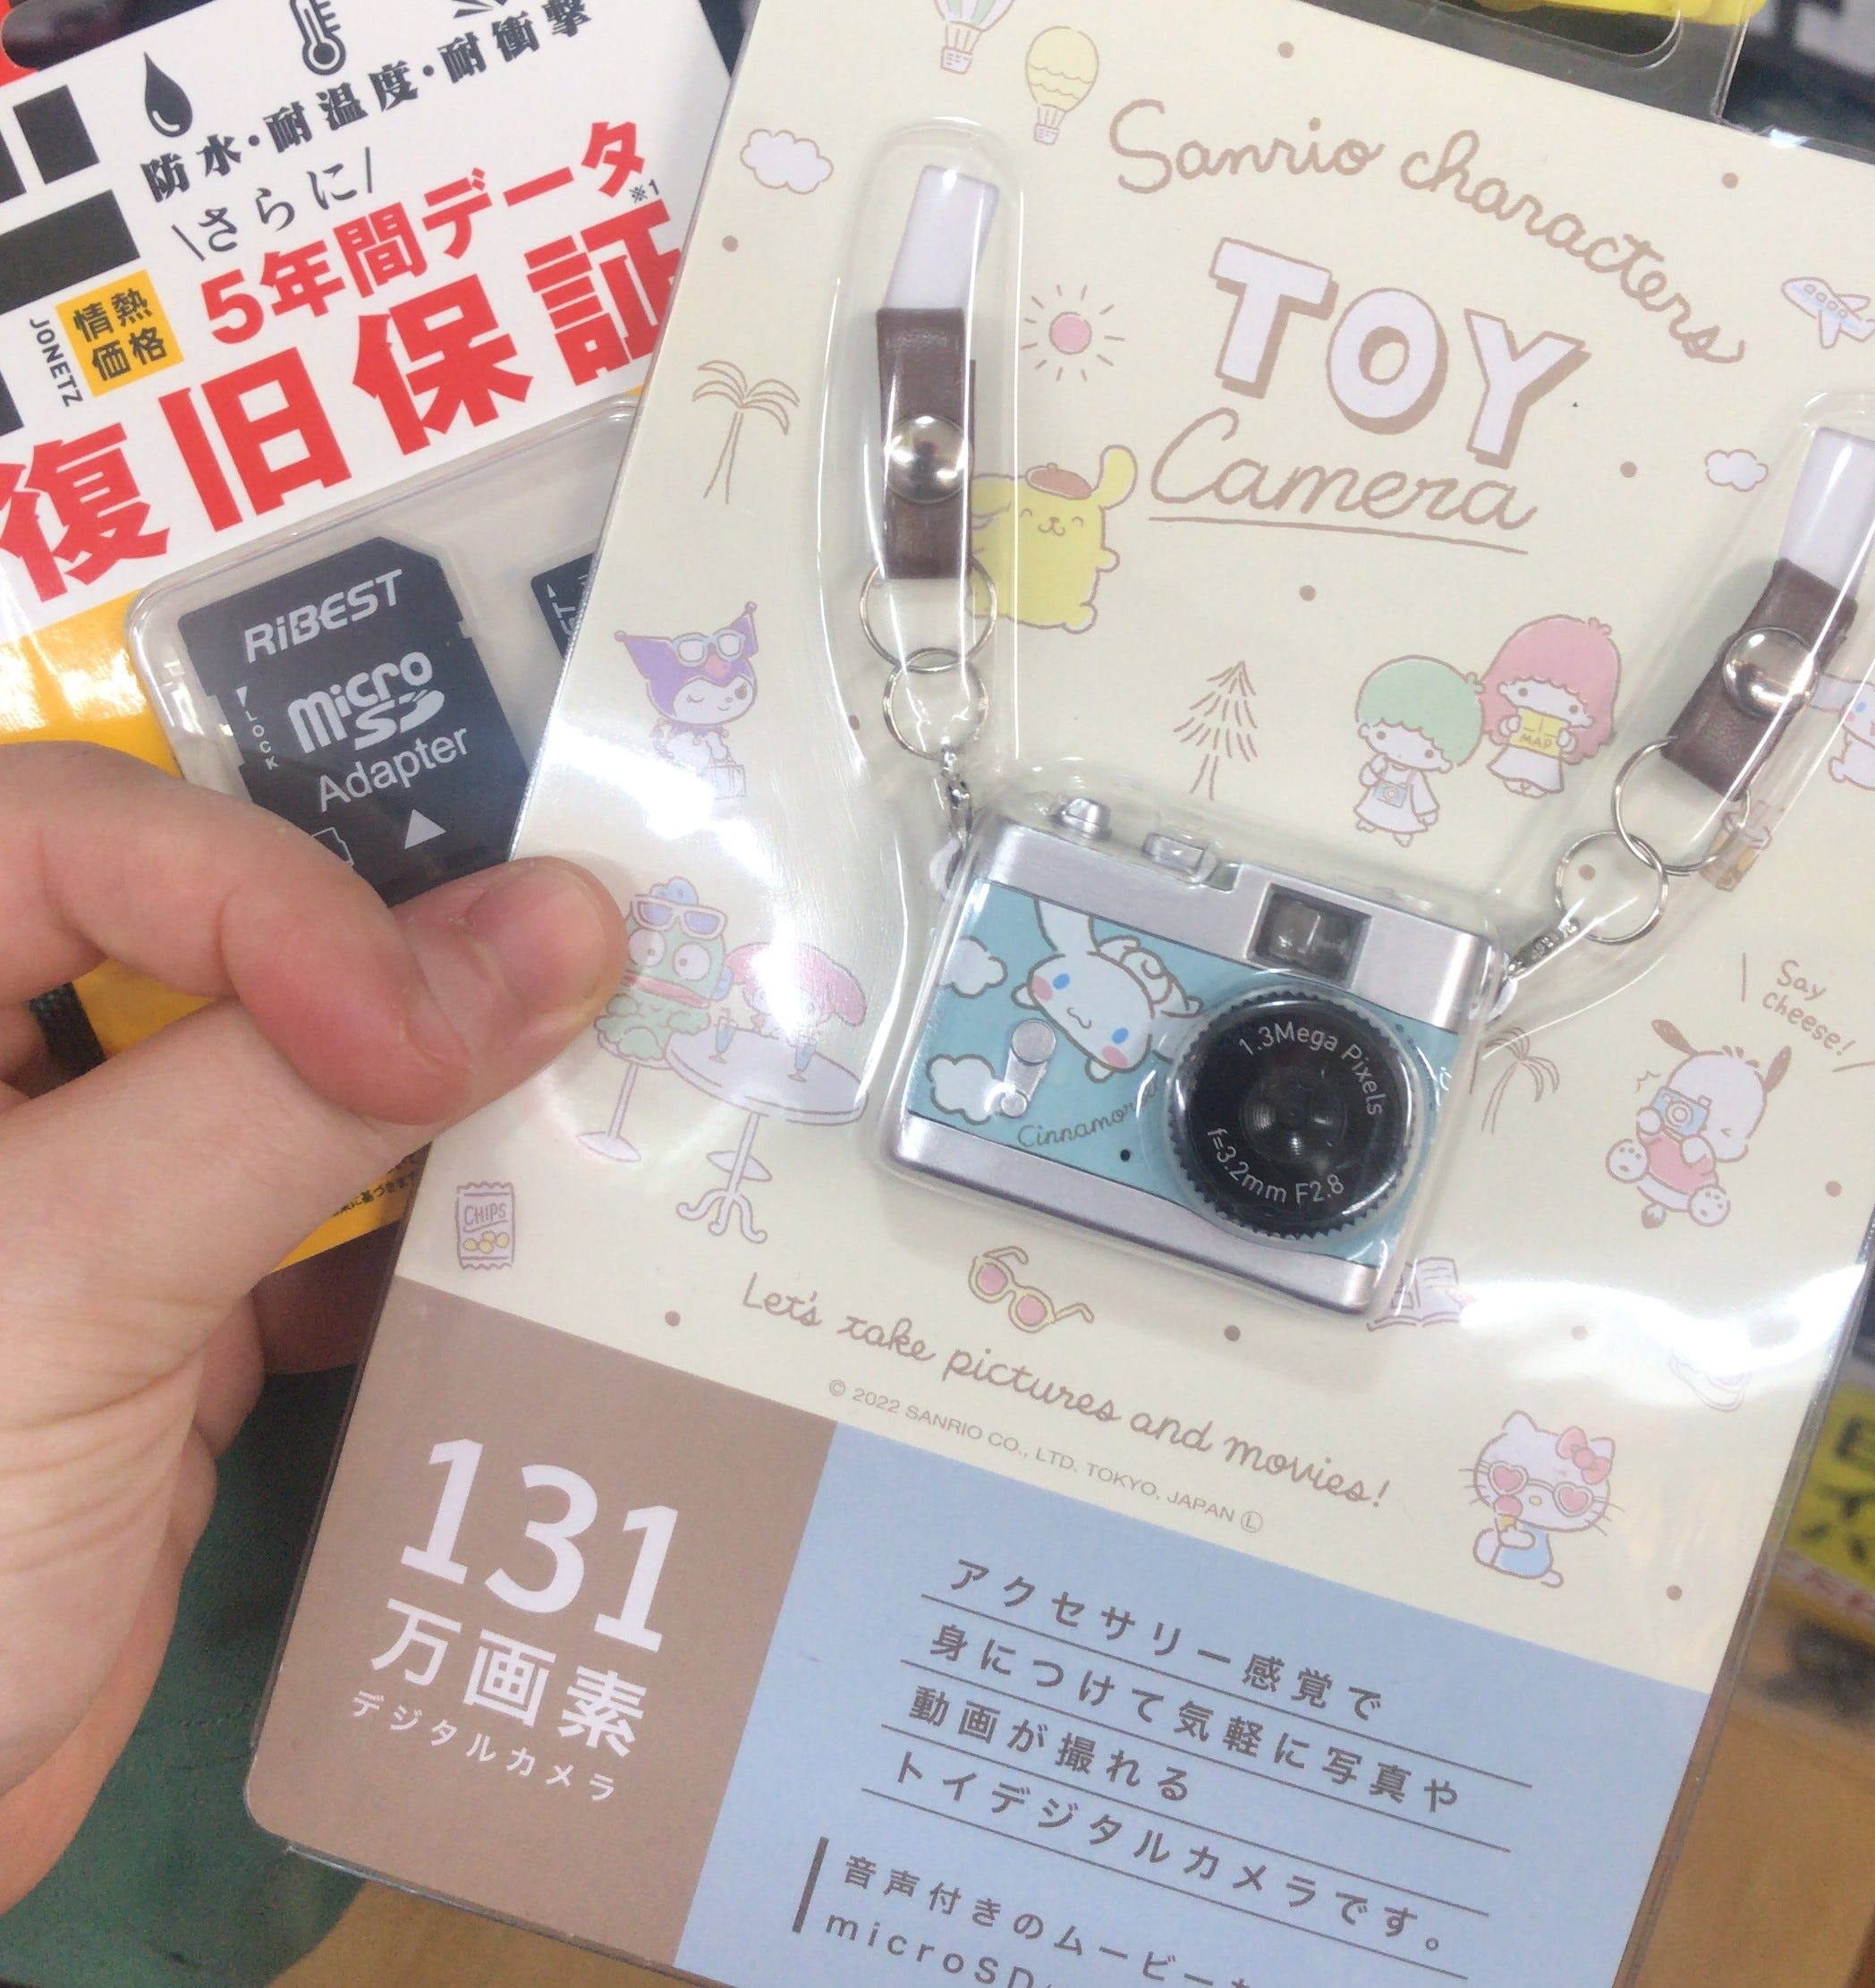 防水・耐温度・耐衝撃
\さらに/
5年間データ
※1
復旧保証
情熱
価格
JONETZ
RiBEST
Micro
SD
Adapter
LOCK
Sanrio characters
TOY
Camera
MAP
Say
cheese!
1.3Mega Pixels
f=3.2mm F2.8
CHIPS
Let's take pictures and movies!
© 2022 SANRIO CO., LTD. TOKYO, JAPAN Ⓛ
131
万画素
デジタルカメラ
アクセサリー感覚で
身につけて気軽に写真や
動画が撮れる
トイデジタルカメラです。
音声付きのムービー
microSD